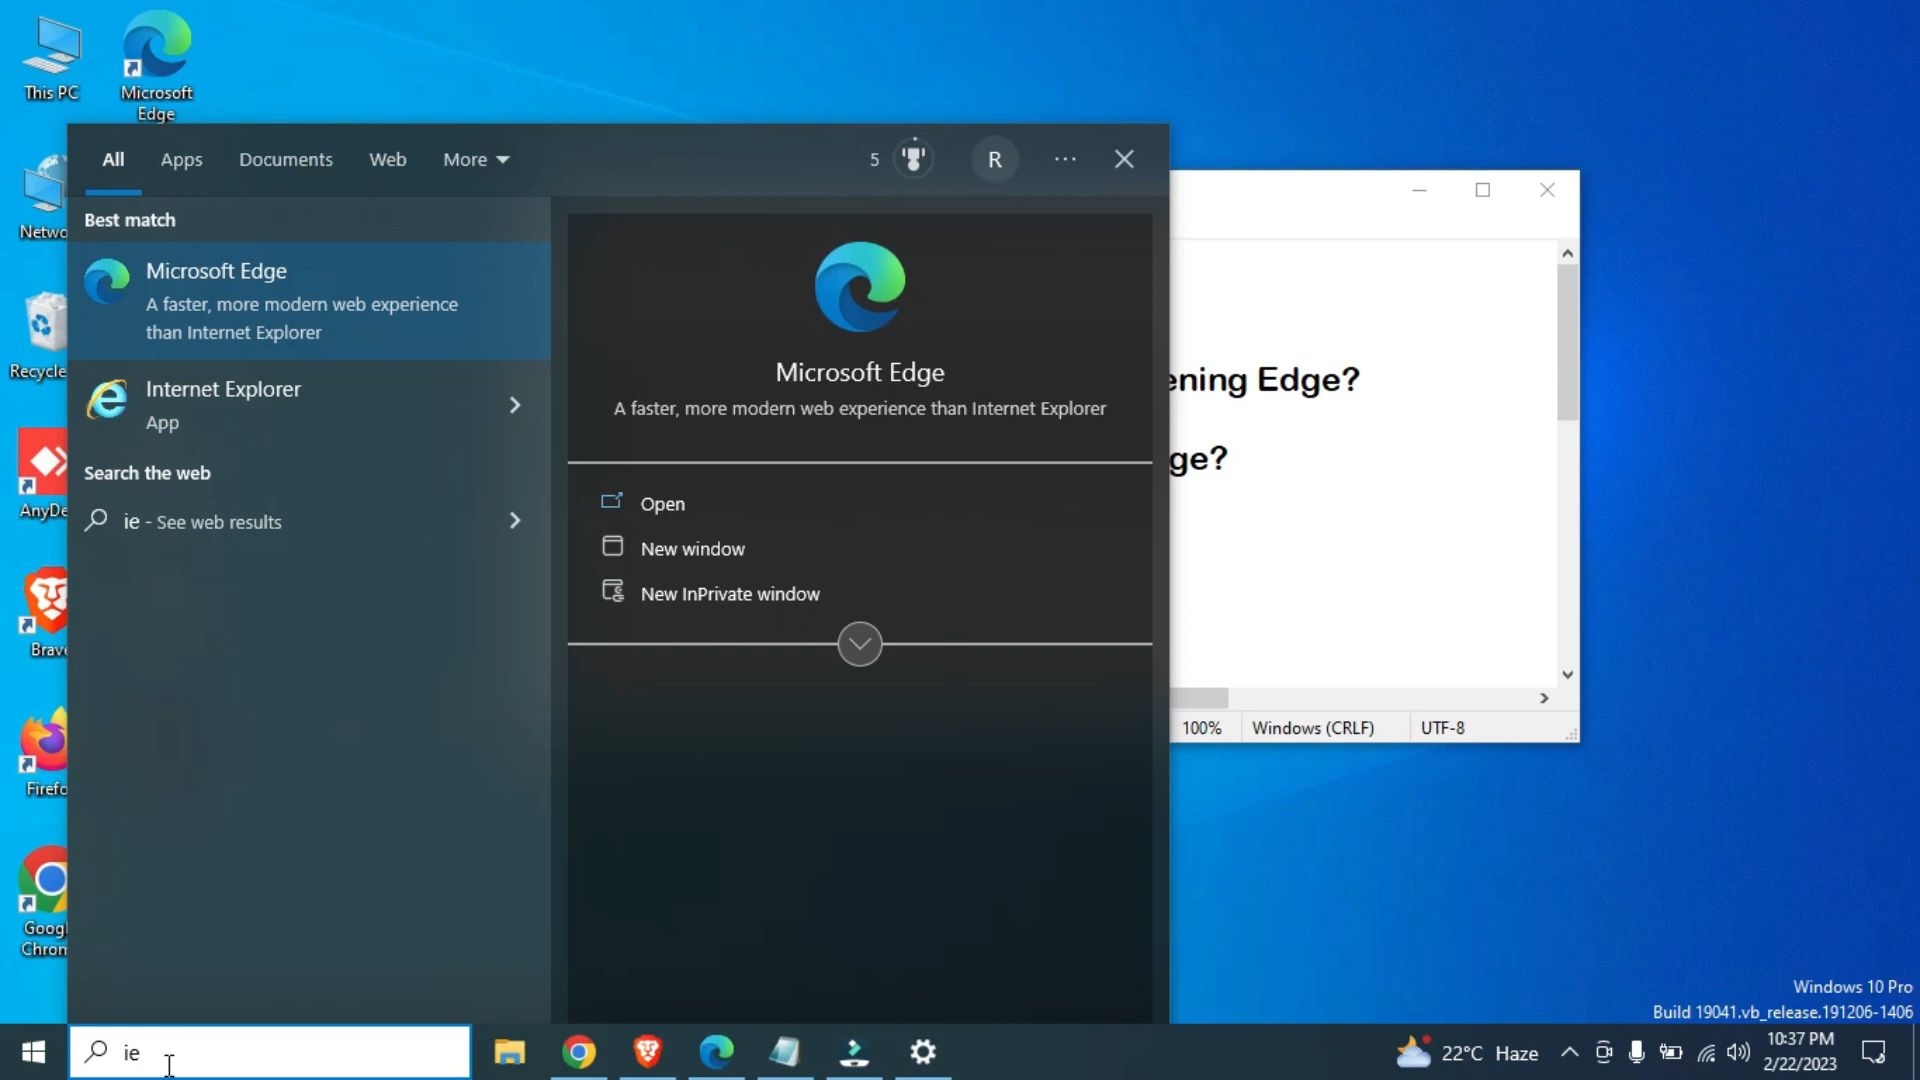 This PC
Microsoft
Edge
All Apps Documents Web More 5 R
Best match
Microsoft Edge
A faster, more modern web experience
than Internet Explorer
Internet Explorer
App
Search the web
ie - See web results
Microsoft Edge
A faster, more modern web experience than Internet Explorer
Open
New window
New InPrivate window
ening Edge?
ge?
100% Windows (CRLF) UTF-8
Netwo
Recycle
AnyDe
Brave
Firefo
Googl
Chrom
Windows 10 Pro
Build 19041.vb_release.191206-1406
ie
22°C Haze
10:37 PM
2/22/2023